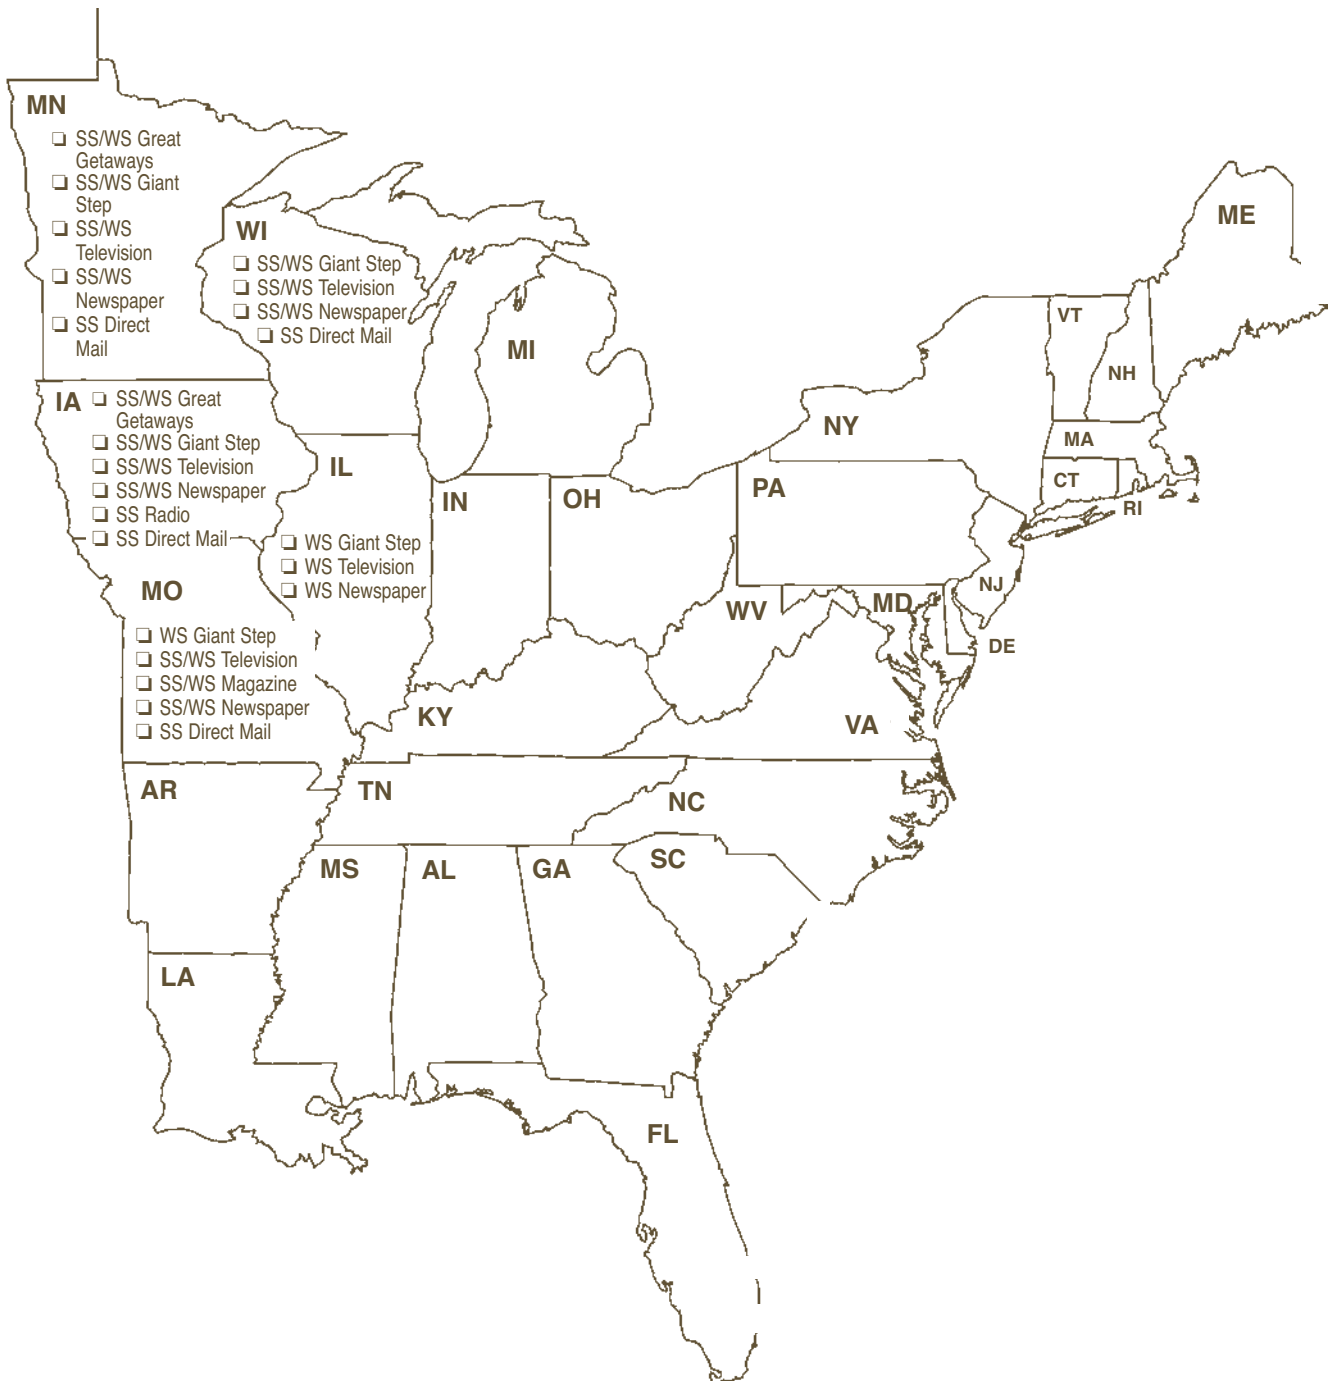 MN
❏ SS/WS Great
Getaways
❏ SS/WS Giant
Step
❏ SS/WS
Television
❏ SS/WS
Newspaper
❏ SS Direct
Mail
WI
❏ SS/WS Giant Step
❏ SS/WS Television
❏ SS/WS Newspaper
❏ SS Direct Mail
ME
MI
VT
NH
IA
❏ SS/WS Great
Getaways
❏ SS/WS Giant Step
❏ SS/WS Television
❏ SS/WS Newspaper
❏ SS Radio
❏ SS Direct Mail
NY
MA
IL
❏ WS Giant Step
❏ WS Television
❏ WS Newspaper
IN
OH
PA
CT
RI
NJ
MO
❏ WS Giant Step
❏ SS/WS Television
❏ SS/WS Magazine
❏ SS/WS Newspaper
❏ SS Direct Mail
WV
MD
DE
KY
VA
AR
TN
NC
MS
AL
GA
SC
LA
FL